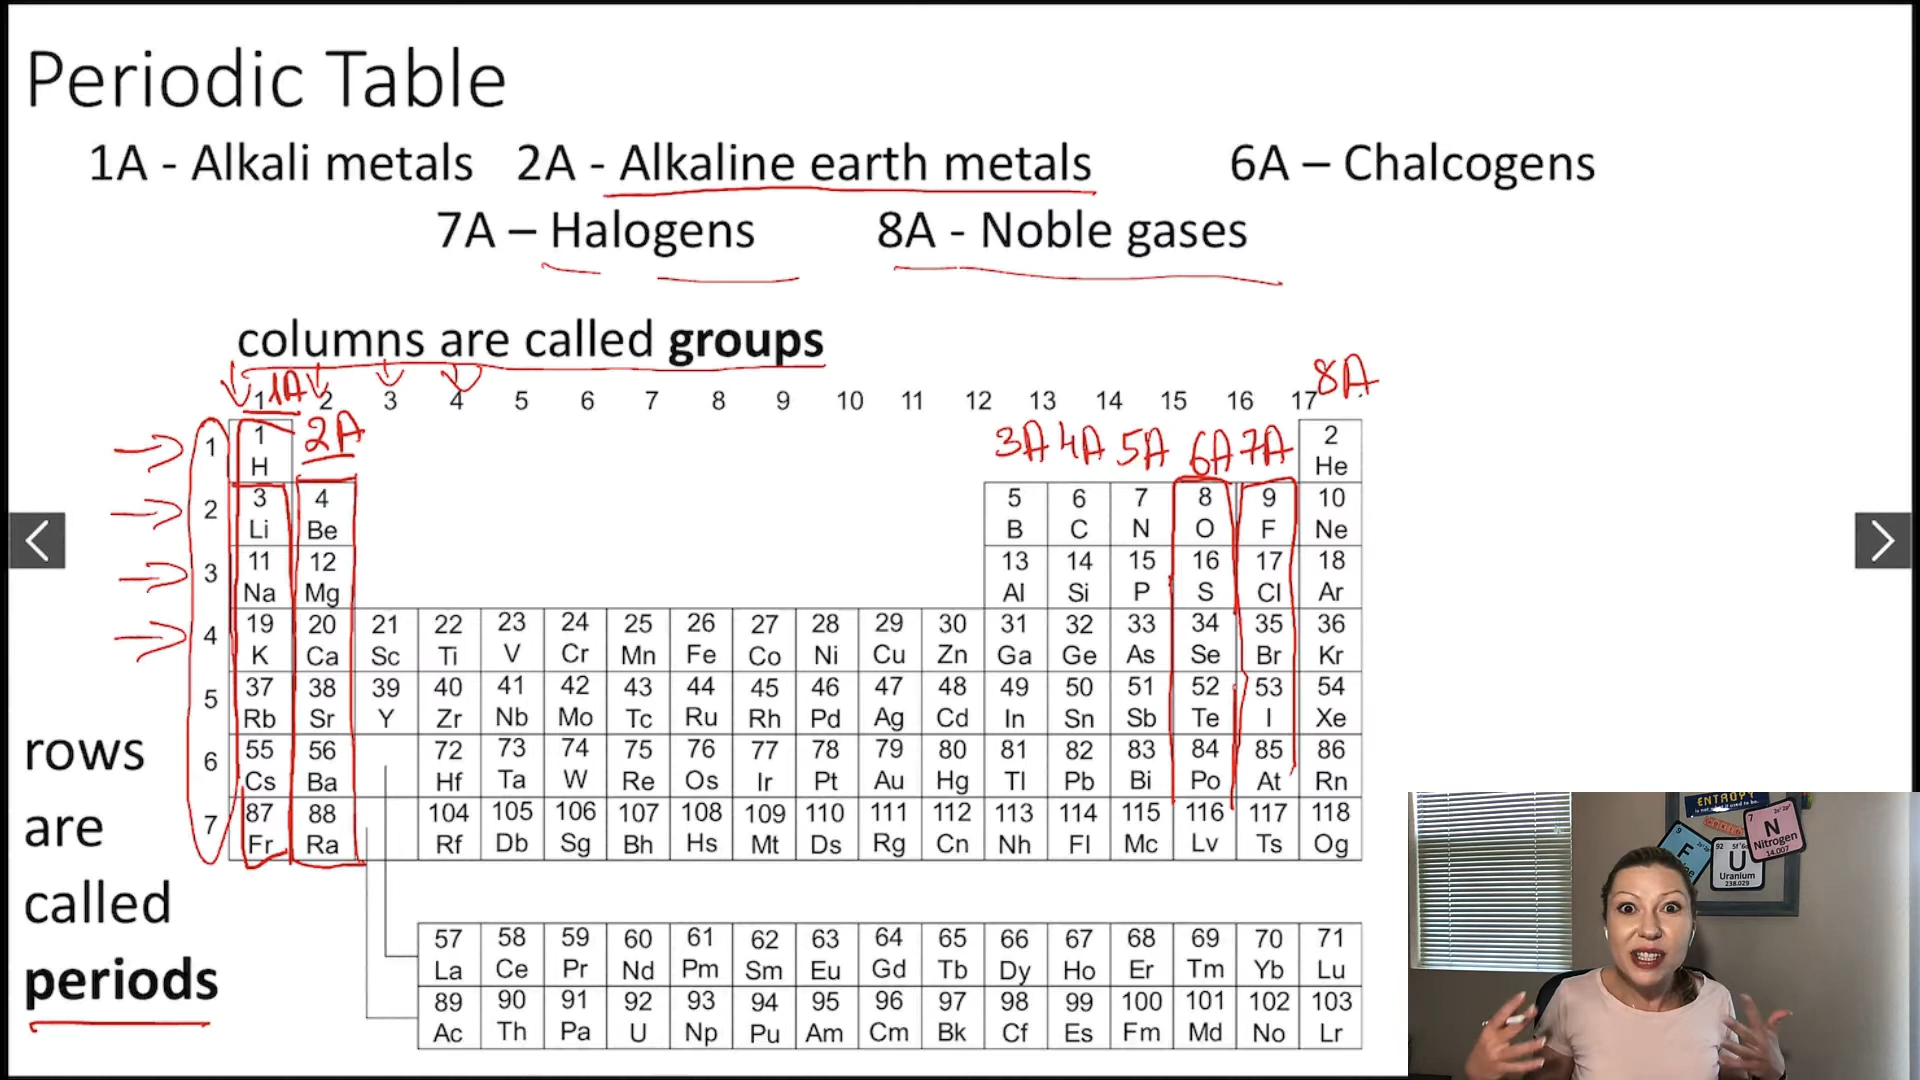 Periodic Table
1A - Alkali metals 2A - Alkaline earth metals 6A – Chalcogens
7A – Halogens 8A - Noble gases
columns are called groups
8A
1A
1 2 3 4 5 6 7 8 9 10 11 12 13 14 15 16 17
2A 3A 4A 5A 6A 7A
1 1 2
H He
2 3 4 5 6 7 8 9 10
Li Be B C N O F Ne
3 11 12 13 14 15 16 17 18
Na Mg Al Si P S Cl Ar
4 19 20 21 22 23 24 25 26 27 28 29 30 31 32 33 34 35 36
K Ca Sc Ti V Cr Mn Fe Co Ni Cu Zn Ga Ge As Se Br Kr
5 37 38 39 40 41 42 43 44 45 46 47 48 49 50 51 52 53 54
Rb Sr Y Zr Nb Mo Tc Ru Rh Pd Ag Cd In Sn Sb Te I Xe
6 55 56 72 73 74 75 76 77 78 79 80 81 82 83 84 85 86
Cs Ba Hf Ta W Re Os Ir Pt Au Hg Tl Pb Bi Po At Rn
7 87 88 104 105 106 107 108 109 110 111 112 113 114 115 116 117 118
Fr Ra Rf Db Sg Bh Hs Mt Ds Rg Cn Nh Fl Mc Lv Ts Og
57 58 59 60 61 62 63 64 65 66 67 68 69 70 71
La Ce Pr Nd Pm Sm Eu Gd Tb Dy Ho Er Tm Yb Lu
89 90 91 92 93 94 95 96 97 98 99 100 101 102 103
Ac Th Pa U Np Pu Am Cm Bk Cf Es Fm Md No Lr
rows
are
called
periods
ENTROPY
7
N
Nitrogen
14.007
9
F
92
U
Uranium
238.029